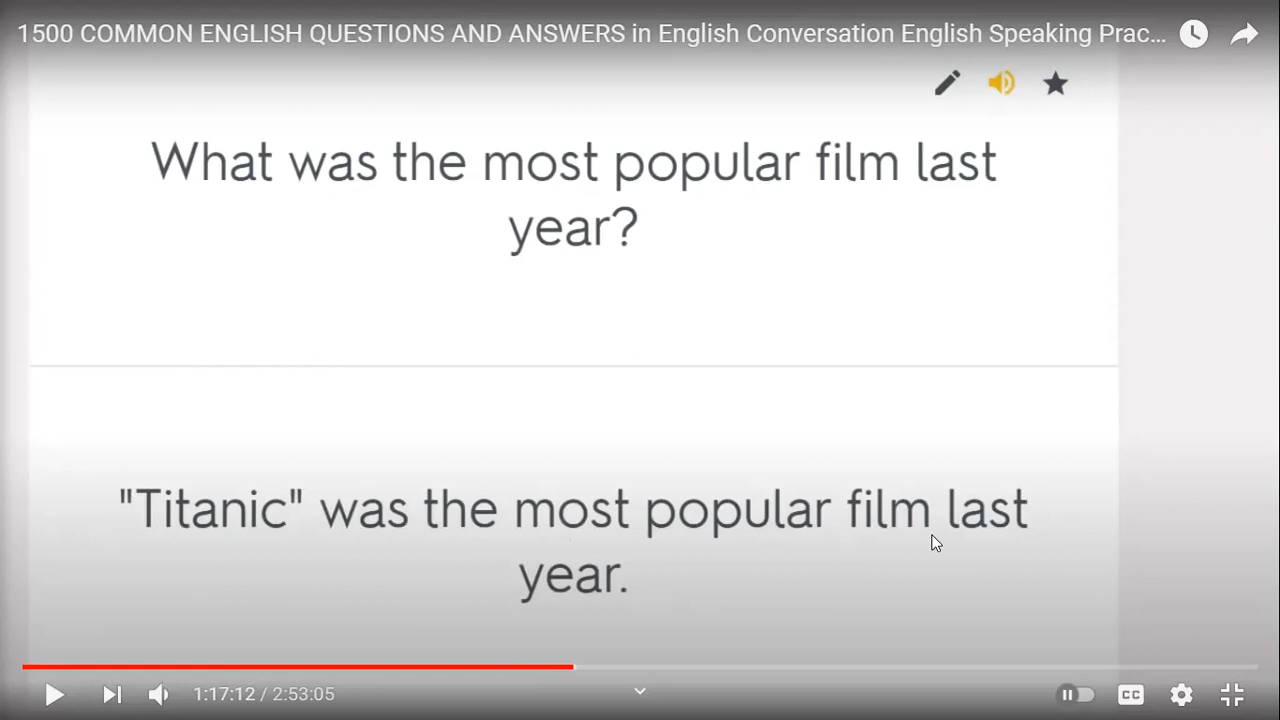 1500 COMMON ENGLISH QUESTIONS AND ANSWERS in English Conversation English Speaking Prac...
What was the most popular film last
year?
"Titanic" was the most popular film last
year.
1:17:12 / 2:53:05
CC